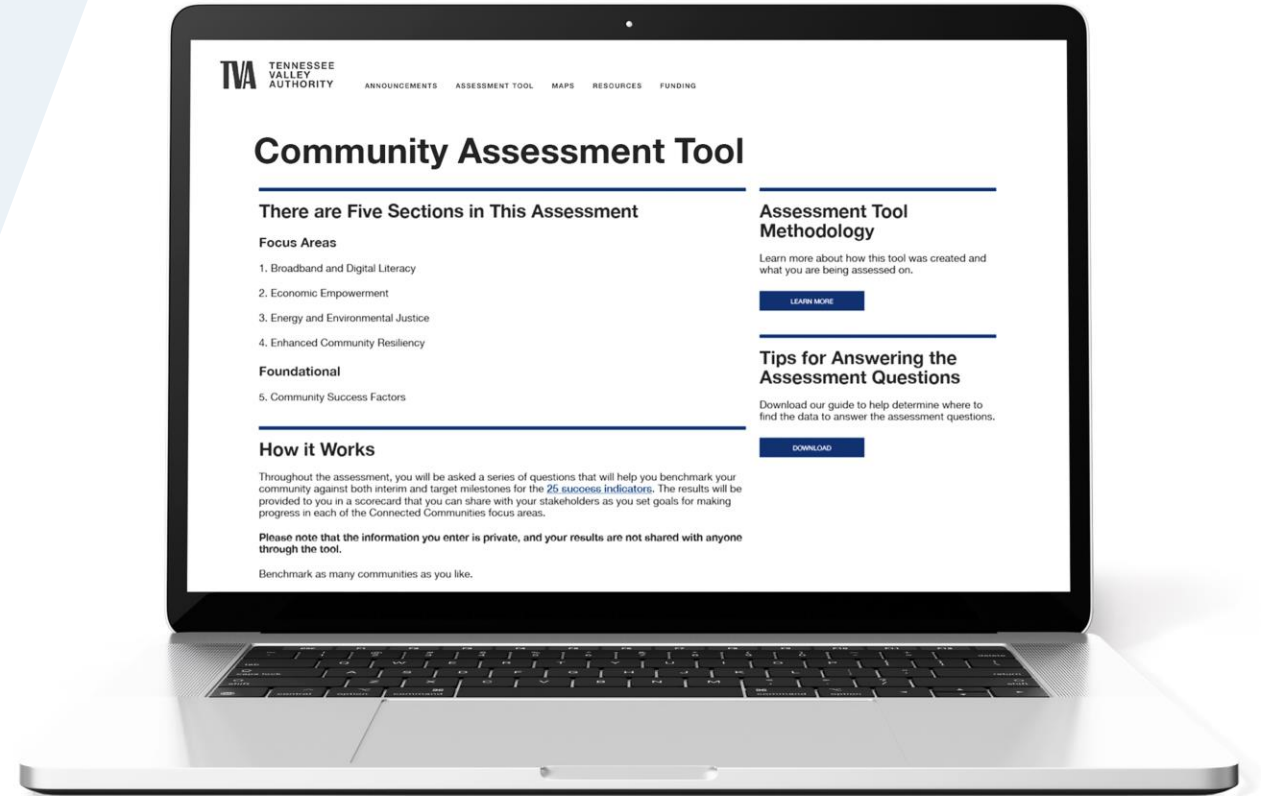 TVA TENNESSEE
VALLEY
AUTHORITY
ANNOUNCEMENTS ASSESSMENT TOOL MAPS RESOURCES FUNDING
Community Assessment Tool
There are Five Sections in This Assessment
Focus Areas
1. Broadband and Digital Literacy
2. Economic Empowerment
3. Energy and Environmental Justice
4. Enhanced Community Resiliency
Foundational
5. Community Success Factors
How it Works
Throughout the assessment, you will be asked a series of questions that will help you benchmark your
community against both interim and target milestones for the 25 success indicators. The results will be
provided to you in a scorecard that you can share with your stakeholders as you set goals for making
progress in each of the Connected Communities focus areas.
Please note that the information you enter is private, and your results are not shared with anyone
through the tool.
Benchmark as many communities as you like.
Assessment Tool
Methodology
Learn more about how this tool was created and
what you are being assessed on.
LEARN MORE
Tips for Answering the
Assessment Questions
Download our guide to help determine where to
find the data to answer the assessment questions.
DOWNLOAD